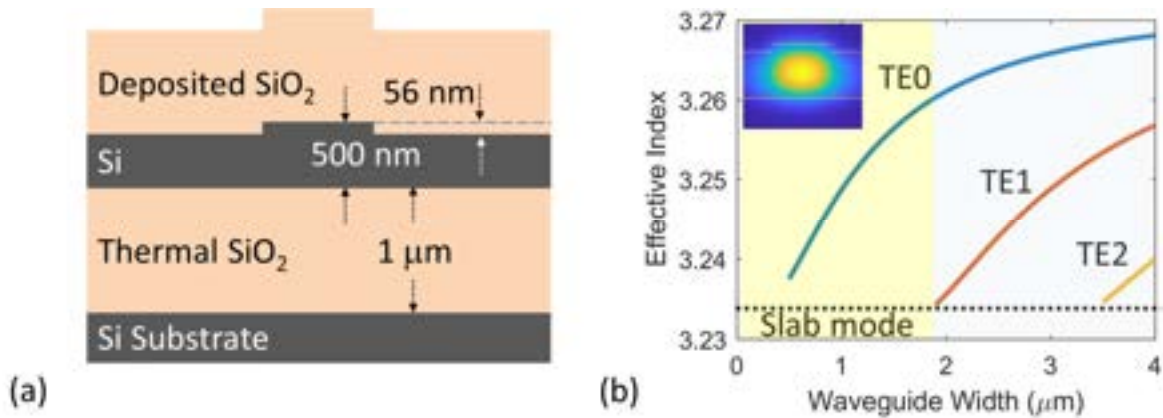 Deposited SiO₂
56 nm
Si
500 nm
Thermal SiO₂
1 μm
Si Substrate
(a)
3.27
3.26
3.25
3.24
3.23
Effective Index
TE0
TE1
TE2
Slab mode
0 1 2 3 4
Waveguide Width (μm)
(b)